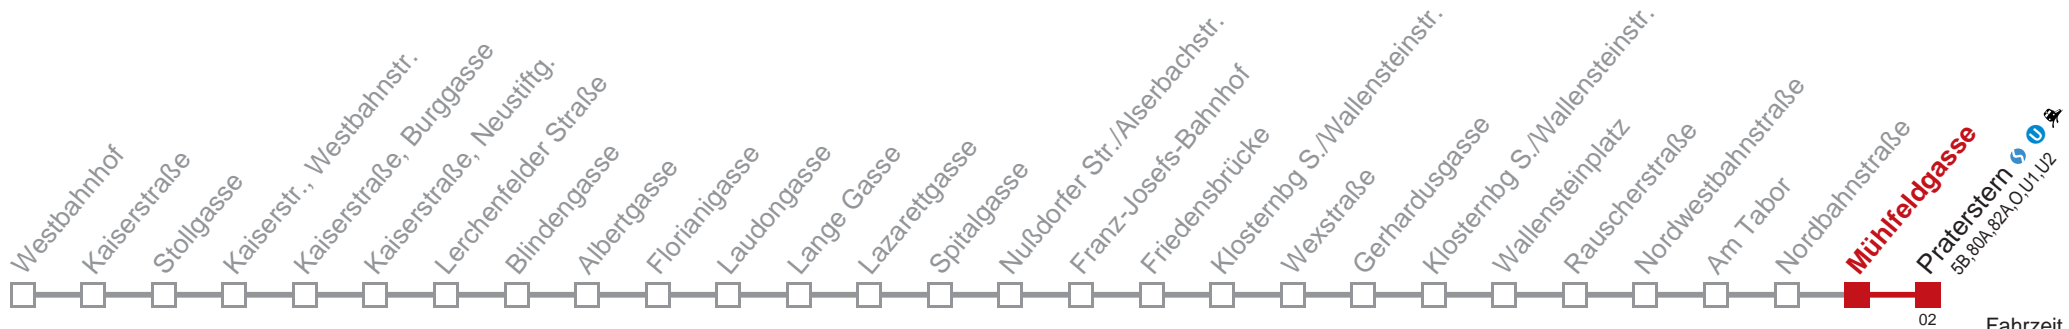 Westbahnhof
Kaiserstraße
Stollgasse
Kaiserstr., Westbahnstr.
Kaiserstraße, Burggasse
Kaiserstraße, Neustiftg.
Lerchenfelder Straße
Blindengasse
Albertgasse
Florianigasse
Laudongasse
Lange Gasse
Lazarettgasse
Spitalgasse
Nußdorfer Str./Alserbachstr.
Franz-Josefs-Bahnhof
Friedensbrücke
Klosternbg S./Wallensteinstr.
Wexstraße
Gerhardusgasse
Klosternbg S./Wallensteinstr.
Wallensteinplatz
Rauscherstraße
Nordwestbahnstraße
Am Tabor
Nordbahnstraße
Mühlfeldgasse
Praterstern S U
5B,80A,82A,O,U1,U2
02
Fahrzeit